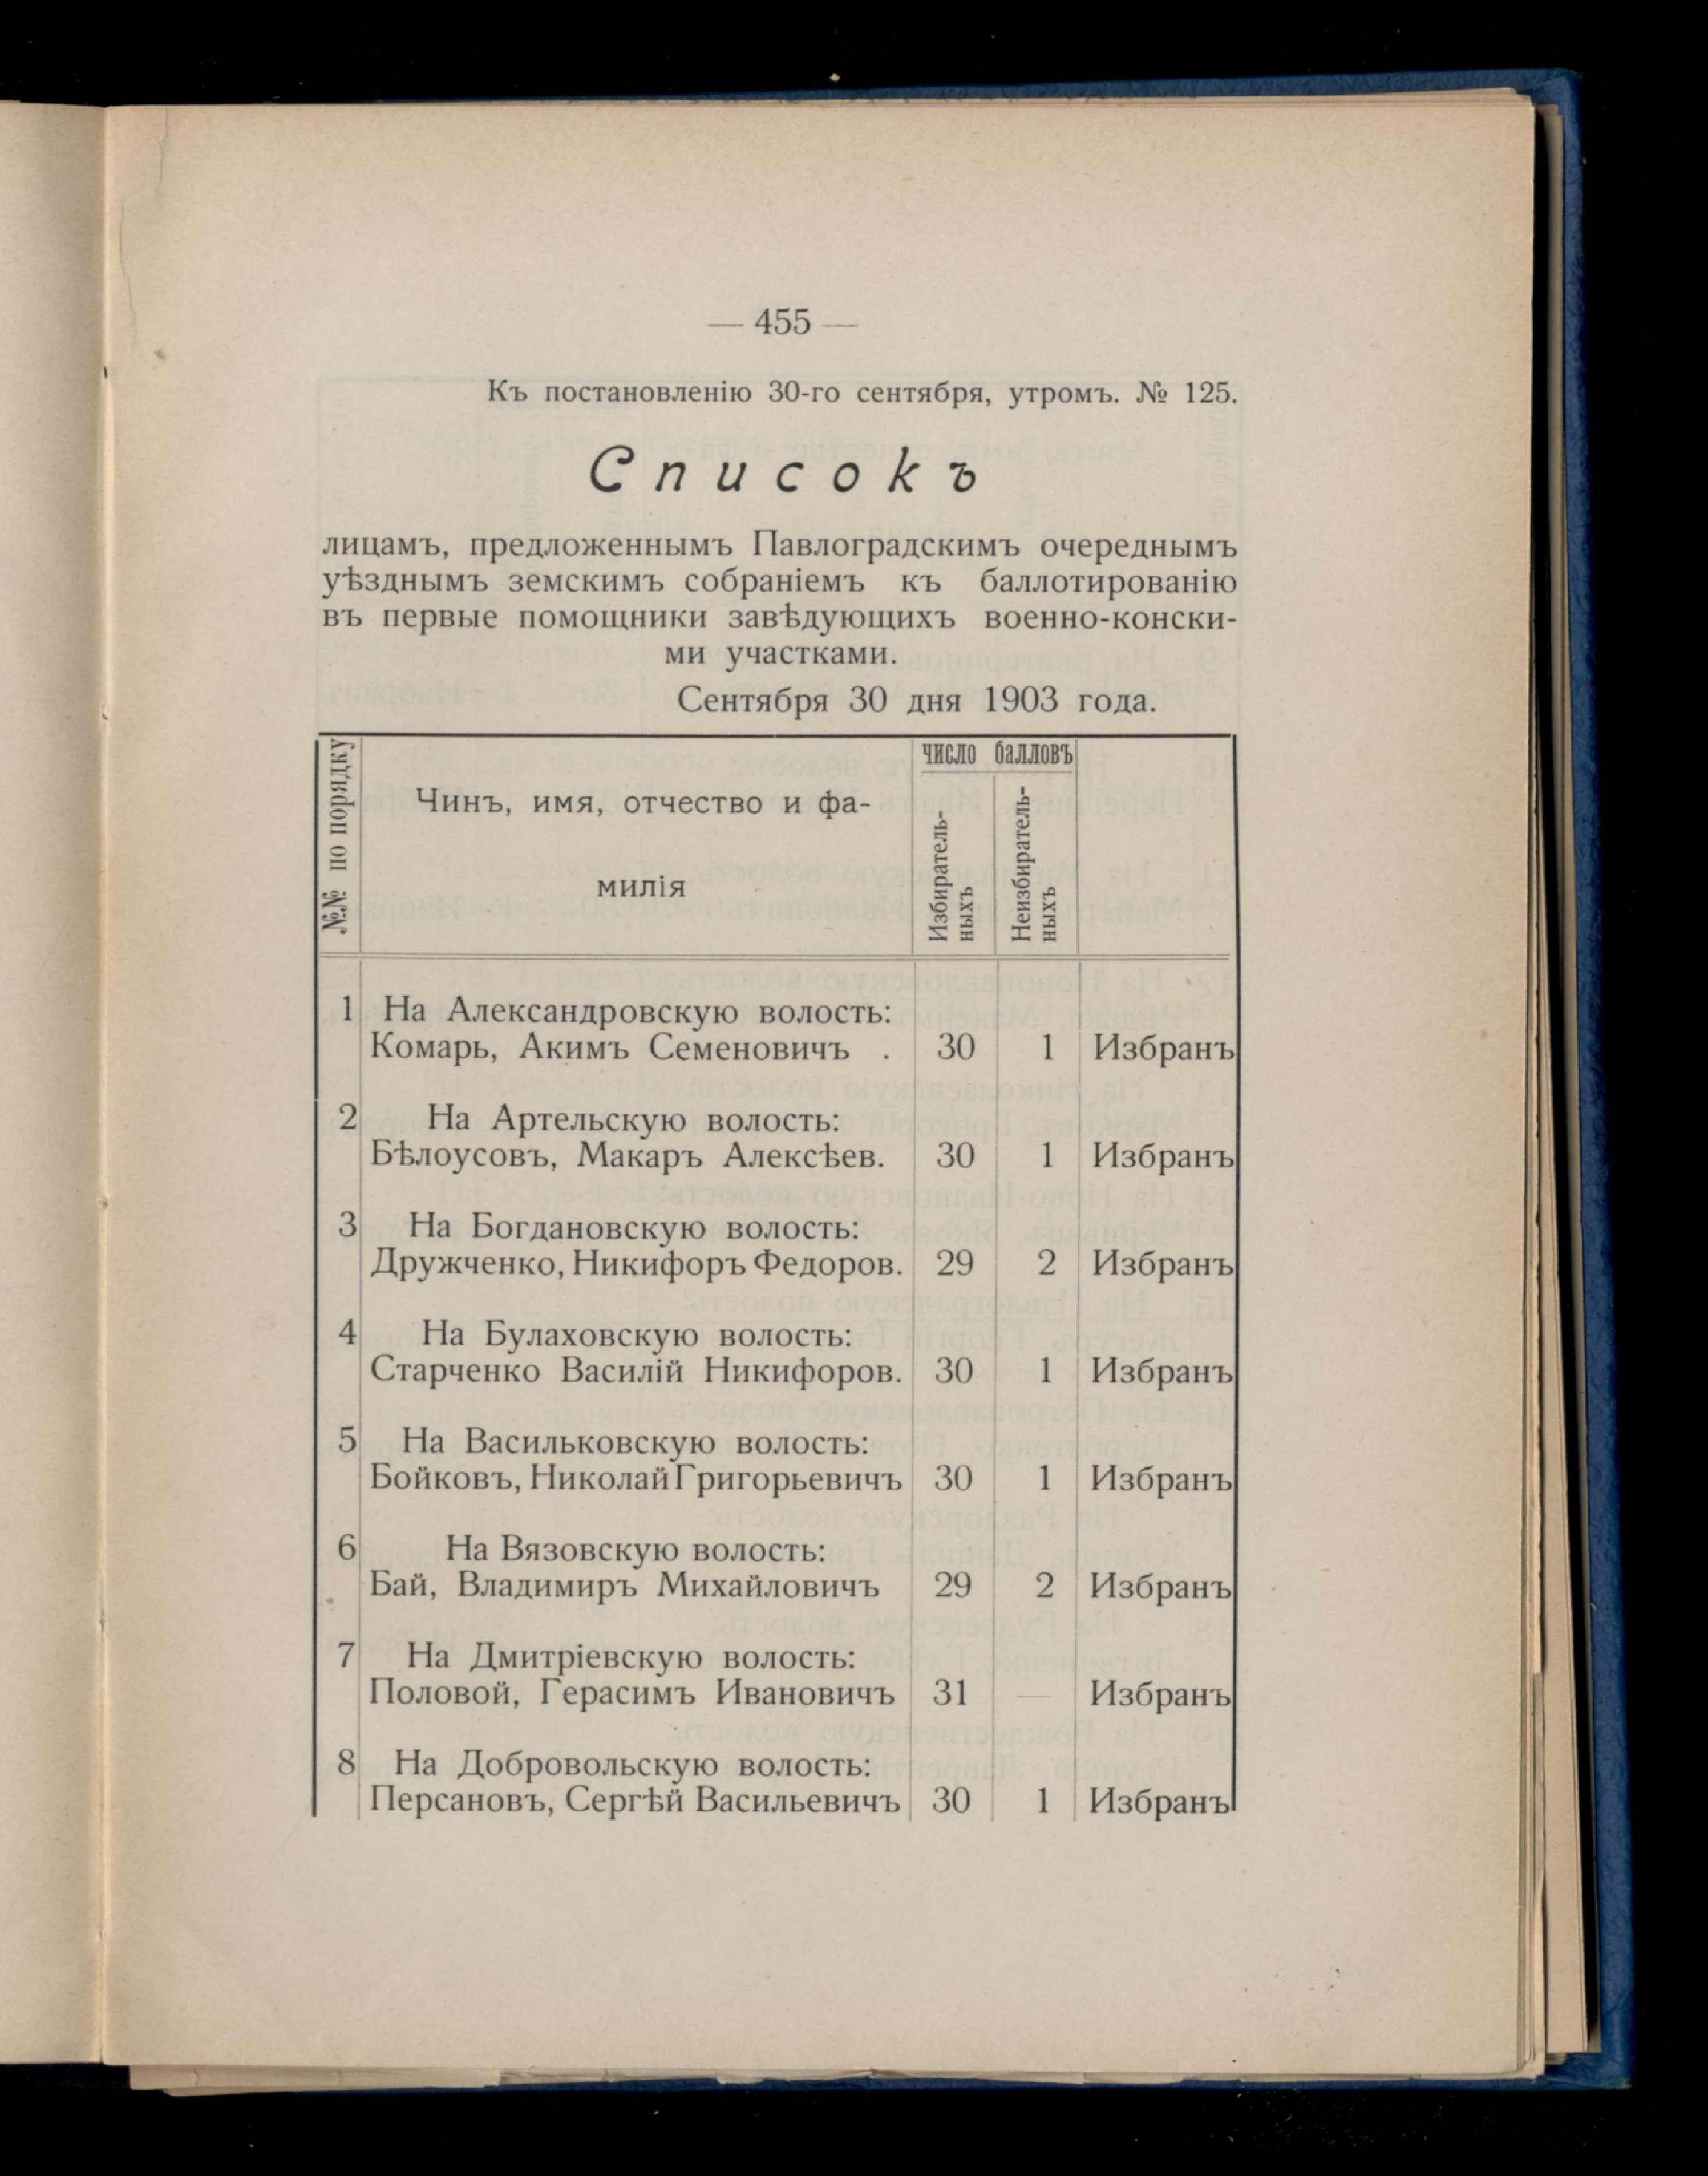 — 455 —
Къ постановленію 30-го сентября, утромъ. № 125.
Списокъ
лицамъ, предложеннымъ Павлоградскимъ очереднымъ
уѣзднымъ земскимъ собраніемъ къ баллотированію
въ первые помощники завѣдующихъ военно-конски-
ми участками.
Сентября 30 дня 1903 года.
№№ по порядку
Чинъ, имя, отчество и фа-
милія
число балловъ
Избиратель-
ныхъ
Неизбиратель-
ныхъ
1 На Александровскую волость:
Комарь, Акимъ Семеновичъ . 30 1 Избранъ
2 На Артельскую волость:
Бѣлоусовъ, Макаръ Алексѣев. 30 1 Избранъ
3 На Богдановскую волость:
Дружченко, Никифоръ Федоров. 29 2 Избранъ
4 На Булаховскую волость:
Старченко Василій Никифоров. 30 1 Избранъ
5 На Васильковскую волость:
Бойковъ, Николай Григорьевичъ 30 1 Избранъ
6 На Вязовскую волость:
Бай, Владимиръ Михайловичъ 29 2 Избранъ
7 На Дмитріевскую волость:
Половой, Герасимъ Ивановичъ 31 — Избранъ
8 На Добровольскую волость:
Персановъ, Сергѣй Васильевичъ 30 1 Избранъ